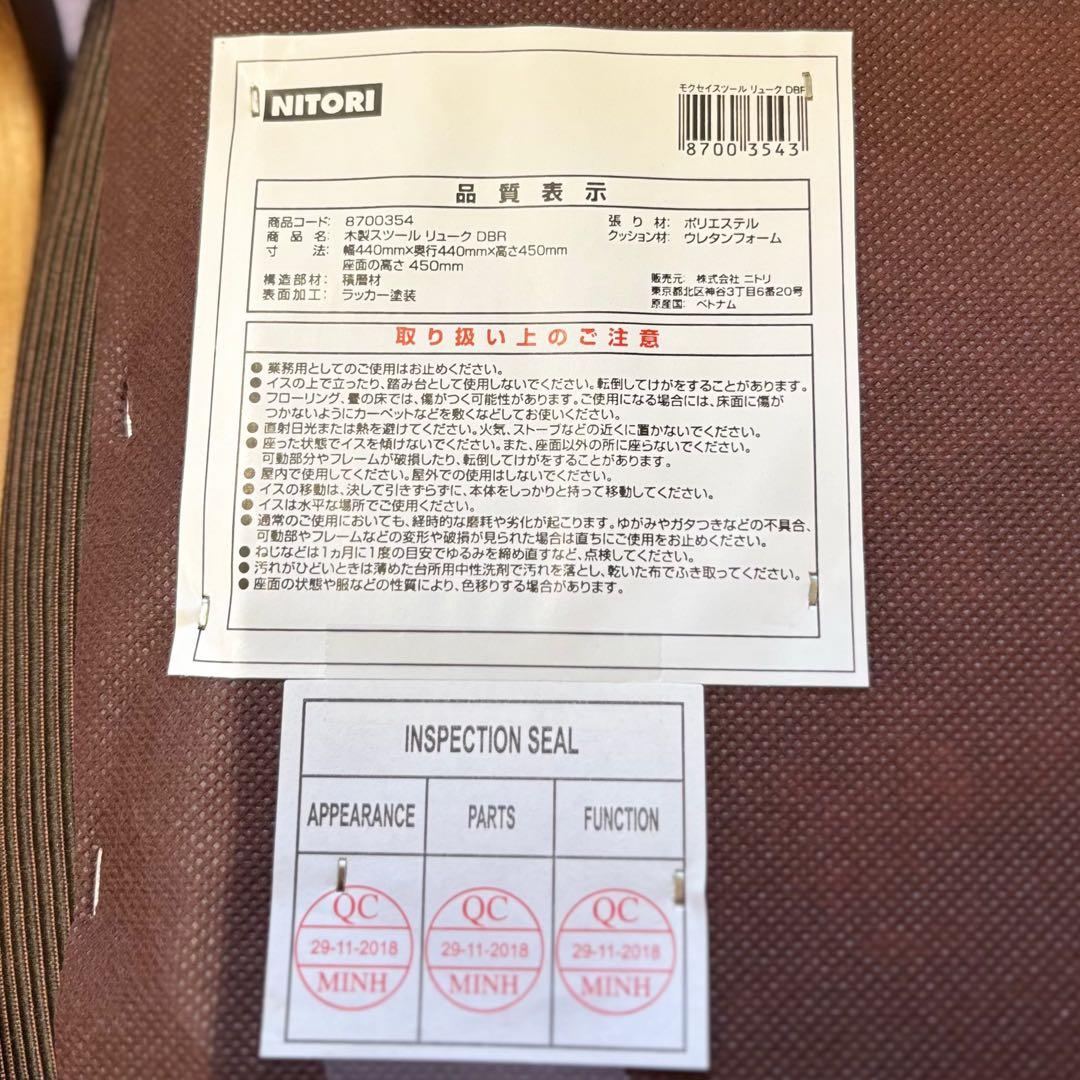 NITORI
モクセイスツール リューク DBR
8700 3543
品質表示
商品コード: 8700354
商品名: 木製スツール リューク DBR
寸法: 幅440mm×奥行440mm×高さ450mm
座面の高さ 450mm
構造部材: 積層材
表面加工: ラッカー塗装
張り材: ポリエステル
クッション材: ウレタンフォーム
販売元: 株式会社 ニトリ
東京都北区神谷3丁目6番20号
原産国: ベトナム
取り扱い上のご注意
● 業務用としてのご使用はお止めください。
● イスの上で立ったり、踏み台として使用しないでください。転倒してけがをすることがあります。
● フローリング、畳の床では、傷がつく可能性があります。ご使用になる場合には、床面に傷が
つかないようにカーペットなどを敷くなどしてお使いください。
● 直射日光または熱を避けてください。火気、ストーブなどの近くに置かないでください。
● 座った状態でイスを傾けないでください。また、座面以外の所に座らないでください。
可動部分やフレームが破損したり、転倒してけがをすることがあります。
● 屋内で使用してください。屋外での使用はしないでください。
● イスの移動は、決して引きずらずに、本体をしっかりと持って移動してください。
● イスは水平な場所でご使用ください。
● 通常のご使用においても、経時的な磨耗や劣化が起こります。ゆがみやガタつきなどの不具合、
可動部やフレームなどの変形や破損が見られた場合は直ちにご使用をお止めください。
● ねじなどは1ヵ月に1度の目安でゆるみを締め直すなど、点検してください。
● 汚れがひどいときは薄めた台所用中性洗剤で汚れを落とし、乾いた布でふき取ってください。
● 座面の状態や服などの性質により、色移りする場合があります。
INSPECTION SEAL
APPEARANCE PARTS FUNCTION
QC QC QC
29-11-2018 29-11-2018 29-11-2018
MINH MINH MINH